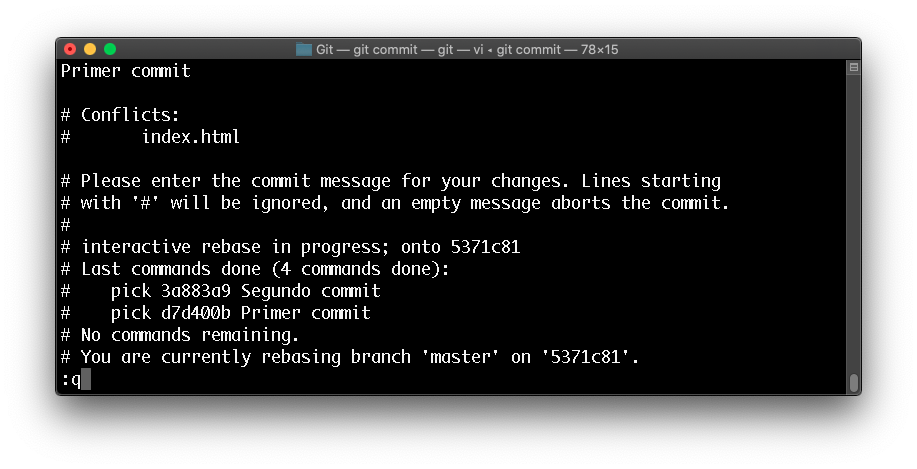 Git — git commit — git — vi ◂ git commit — 78×15
Primer commit
# Conflicts:
#       index.html
# Please enter the commit message for your changes. Lines starting
# with '#' will be ignored, and an empty message aborts the commit.
#
# interactive rebase in progress; onto 5371c81
# Last commands done (4 commands done):
#    pick 3a883a9 Segundo commit
#    pick d7d400b Primer commit
# No commands remaining.
# You are currently rebasing branch 'master' on '5371c81'.
:q